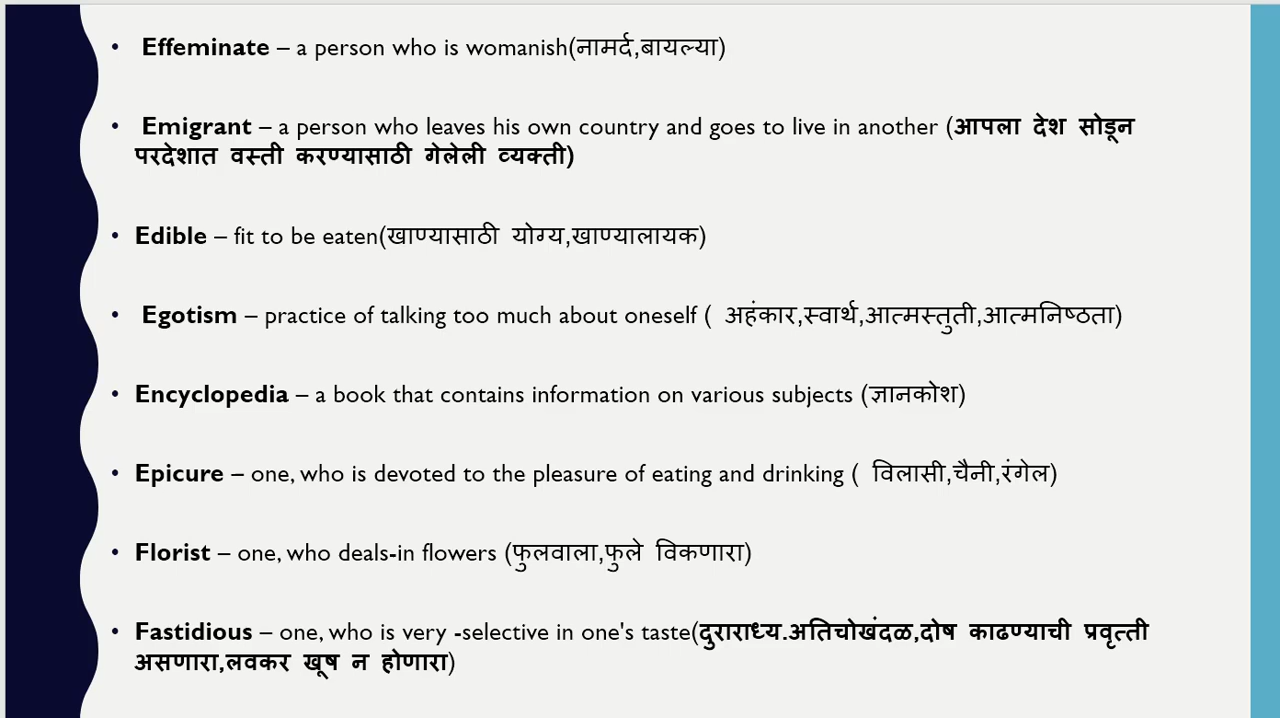 • Effeminate – a person who is womanish(नामर्द,बायल्या)
• Emigrant – a person who leaves his own country and goes to live in another (आपला देश सोडून
परदेशात वस्ती करण्यासाठी गेलेली व्यक्ती)
• Edible – fit to be eaten(खाण्यासाठी योग्य,खाण्यालायक)
• Egotism – practice of talking too much about oneself ( अहंकार,स्वार्थ,आत्मस्तुती,आत्मनिष्ठता)
• Encyclopedia – a book that contains information on various subjects (ज्ञानकोश)
• Epicure – one, who is devoted to the pleasure of eating and drinking ( विलासी,चैनी,रंगेल)
• Florist – one, who deals-in flowers (फुलवाला,फुले विकणारा)
• Fastidious – one, who is very -selective in one's taste(दुराराध्य.अतिचोखंदळ,दोष काढण्याची प्रवृत्ती
असणारा,लवकर खूष न होणारा)